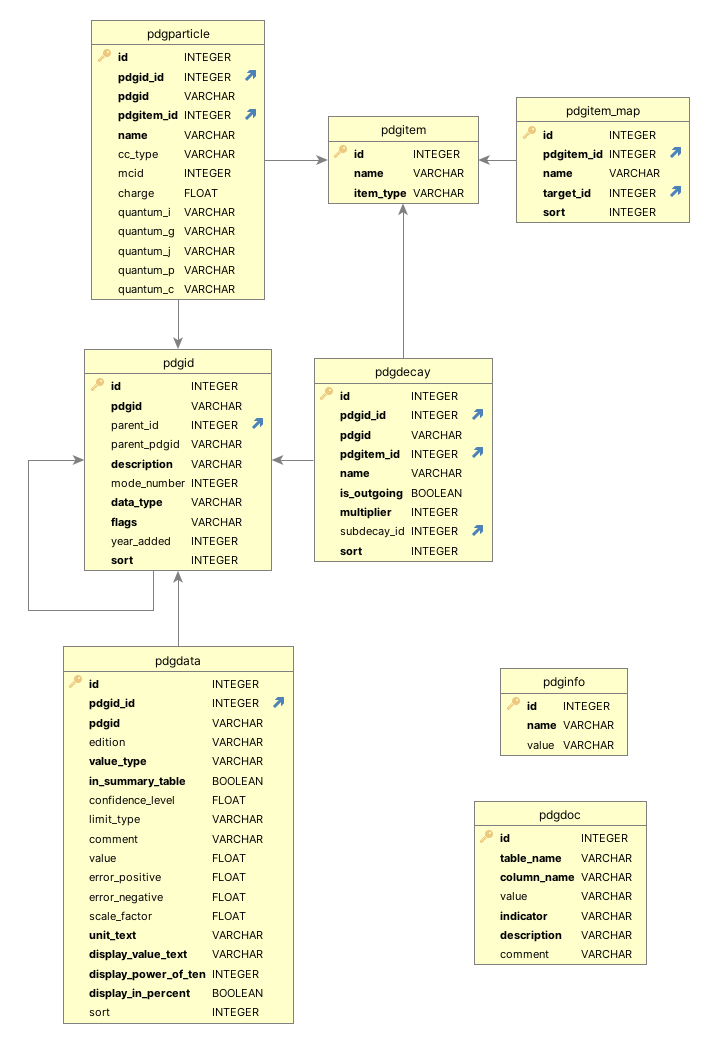 pdgparticle
id INTEGER
pdgid_id INTEGER
pdgid VARCHAR
pdgitem_id INTEGER
name VARCHAR
cc_type VARCHAR
mcid INTEGER
charge FLOAT
quantum_i VARCHAR
quantum_g VARCHAR
quantum_j VARCHAR
quantum_p VARCHAR
quantum_c VARCHAR
pdgitem
id INTEGER
name VARCHAR
item_type VARCHAR
pdgitem_map
id INTEGER
pdgitem_id INTEGER
name VARCHAR
target_id INTEGER
sort INTEGER
pdgid
id INTEGER
pdgid VARCHAR
parent_id INTEGER
parent_pdgid VARCHAR
description VARCHAR
mode_number INTEGER
data_type VARCHAR
flags VARCHAR
year_added INTEGER
sort INTEGER
pdgdecay
id INTEGER
pdgid_id INTEGER
pdgid VARCHAR
pdgitem_id INTEGER
name VARCHAR
is_outgoing BOOLEAN
multiplier INTEGER
subdecay_id INTEGER
sort INTEGER
pdgdata
id INTEGER
pdgid_id INTEGER
pdgid VARCHAR
edition VARCHAR
value_type VARCHAR
in_summary_table BOOLEAN
confidence_level FLOAT
limit_type VARCHAR
comment VARCHAR
value FLOAT
error_positive FLOAT
error_negative FLOAT
scale_factor FLOAT
unit_text VARCHAR
display_value_text VARCHAR
display_power_of_ten INTEGER
display_in_percent BOOLEAN
sort INTEGER
pdginfo
id INTEGER
name VARCHAR
value VARCHAR
pdgdoc
id INTEGER
table_name VARCHAR
column_name VARCHAR
value VARCHAR
indicator VARCHAR
description VARCHAR
comment VARCHAR